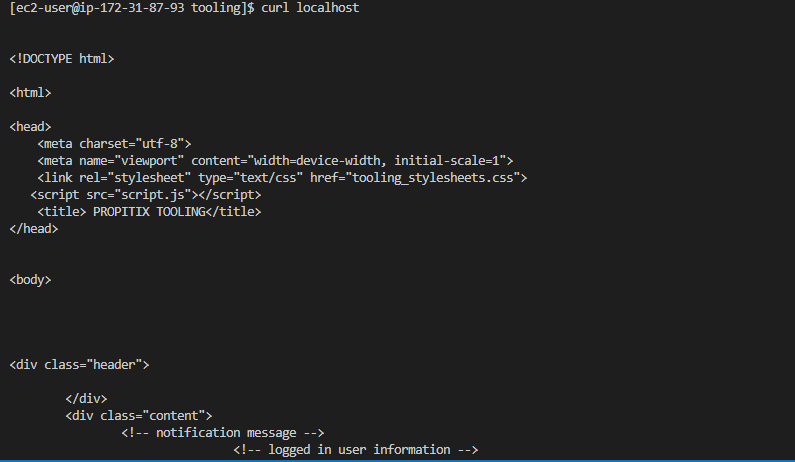 [ec2-user@ip-172-31-87-93 tooling]$ curl localhost
<!DOCTYPE html>
<html>
<head>
    <meta charset="utf-8">
    <meta name="viewport" content="width=device-width, initial-scale=1">
    <link rel="stylesheet" type="text/css" href="tooling_stylesheets.css">
   <script src="script.js"></script>
    <title> PROPITIX TOOLING</title>
</head>
<body>
<div class="header">
        </div>
        <div class="content">
                <!-- notification message -->
                                <!-- logged in user information -->